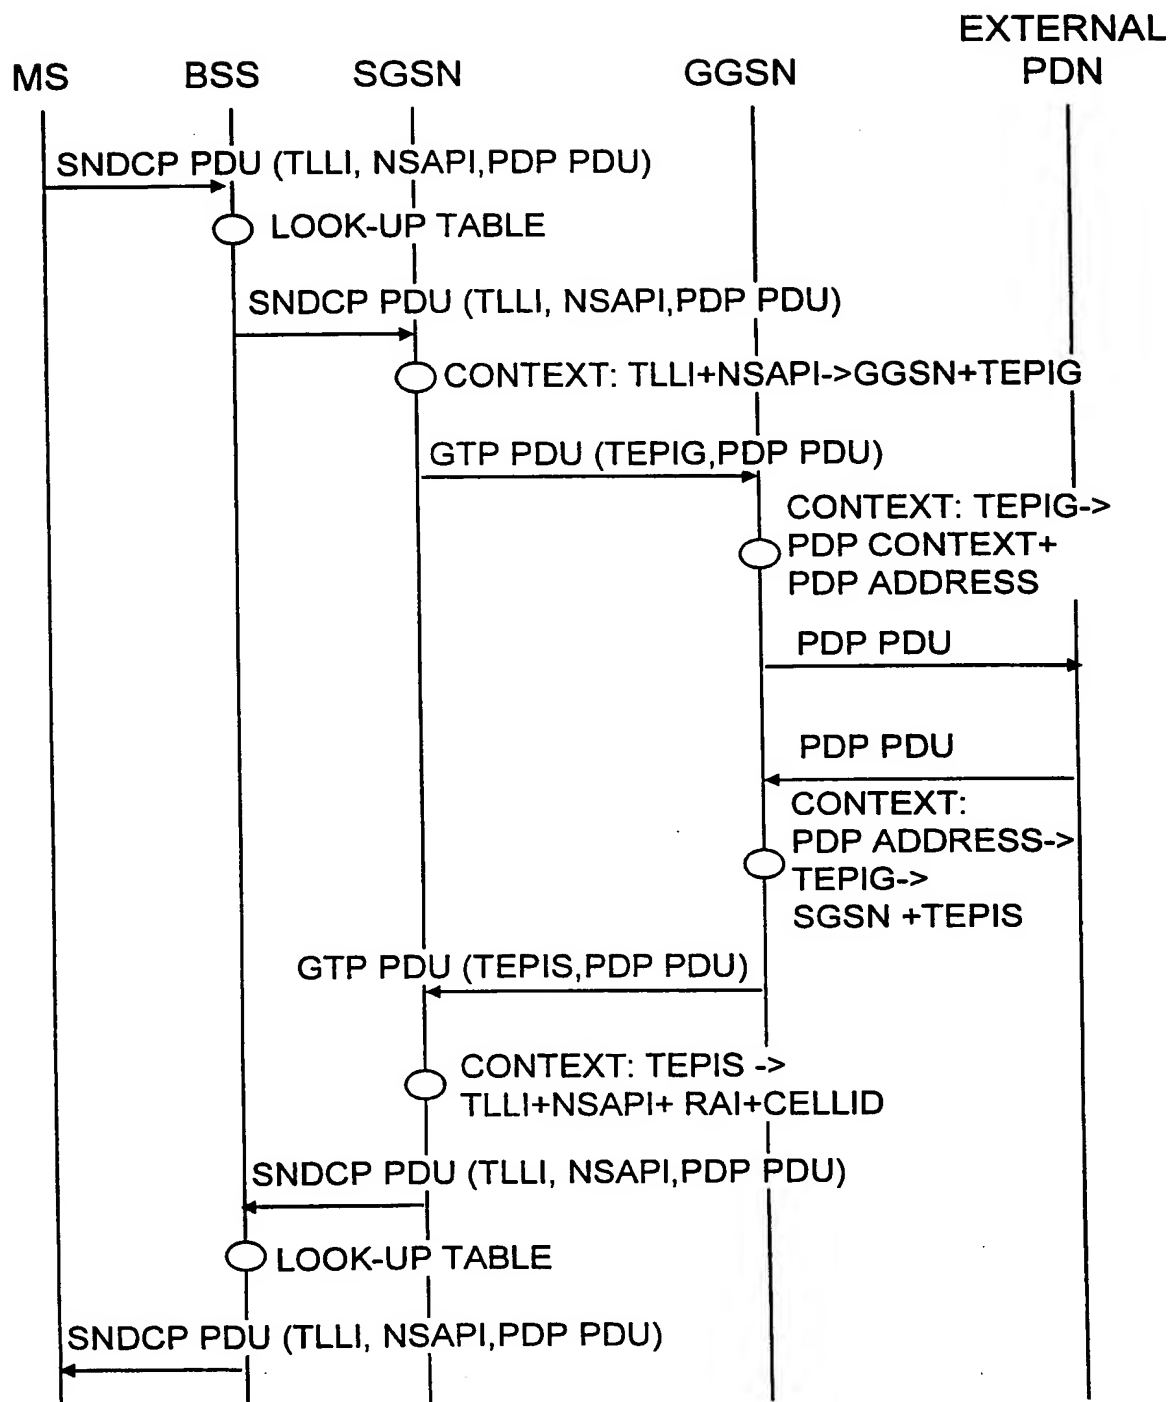 EXTERNAL
MS BSS SGSN GGSN PDN
SNDCP PDU (TLLI, NSAPI,PDP PDU)
LOOK-UP TABLE
SNDCP PDU (TLLI, NSAPI,PDP PDU)
CONTEXT: TLLI+NSAPI->GGSN+TEPIG
GTP PDU (TEPIG,PDP PDU)
CONTEXT: TEPIG->
PDP CONTEXT+
PDP ADDRESS
PDP PDU
PDP PDU
CONTEXT:
PDP ADDRESS->
TEPIG->
SGSN +TEPIS
GTP PDU (TEPIS,PDP PDU)
CONTEXT: TEPIS ->
TLLI+NSAPI+ RAI+CELLID
SNDCP PDU (TLLI, NSAPI,PDP PDU)
LOOK-UP TABLE
SNDCP PDU (TLLI, NSAPI,PDP PDU)